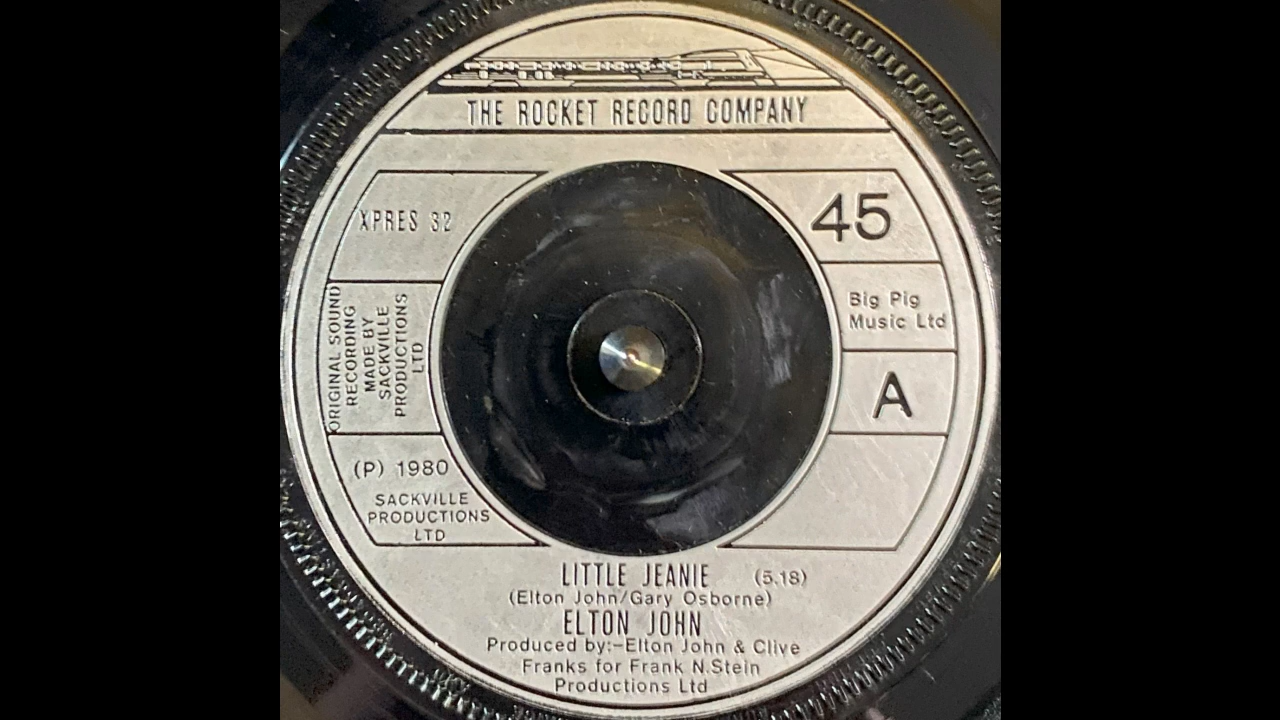 THE ROCKET RECORD COMPANY
XPRES 32
45
ORIGINAL SOUND
RECORDING
MADE BY
SACKVILLE
PRODUCTIONS
LTD
Big Pig
Music Ltd
A
(P) 1980
SACKVILLE
PRODUCTIONS
LTD
LITTLE JEANIE (5.18)
(Elton John/Gary Osborne)
ELTON JOHN
Produced by:-Elton John & Clive
Franks for Frank N.Stein
Productions Ltd